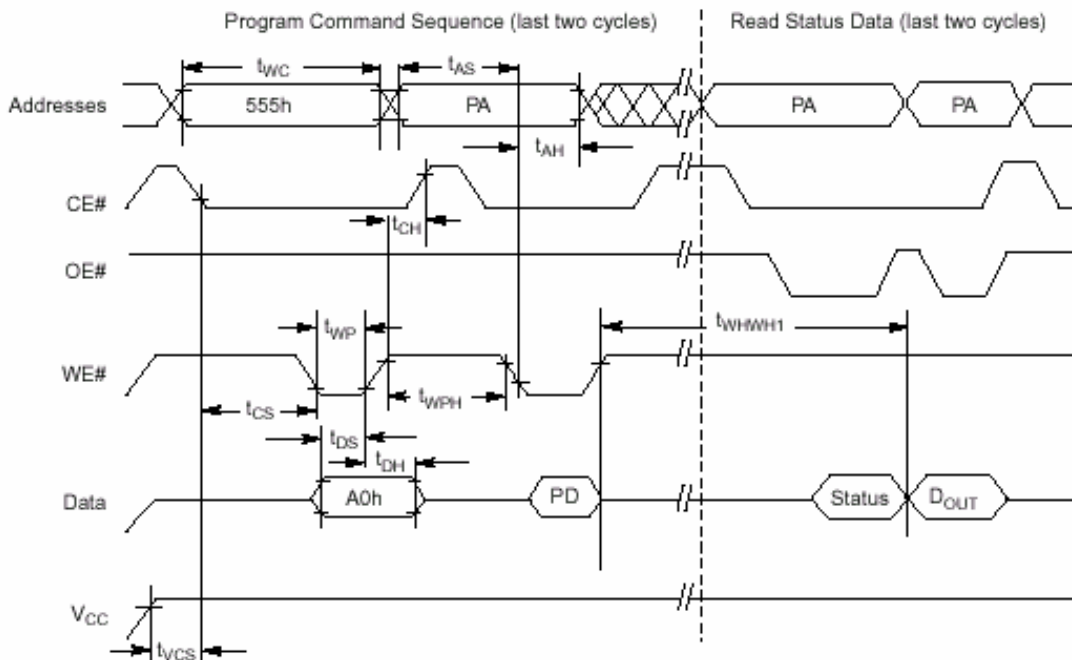 Program Command Sequence (last two cycles) Read Status Data (last two cycles)
tWC tAS
Addresses 555h PA PA PA
tAH
CE#
tCH
OE#
tWP tWHWH1
WE#
tCS tWPH
tDS
tDH
Data A0h PD Status DOUT
VCC
tVCS